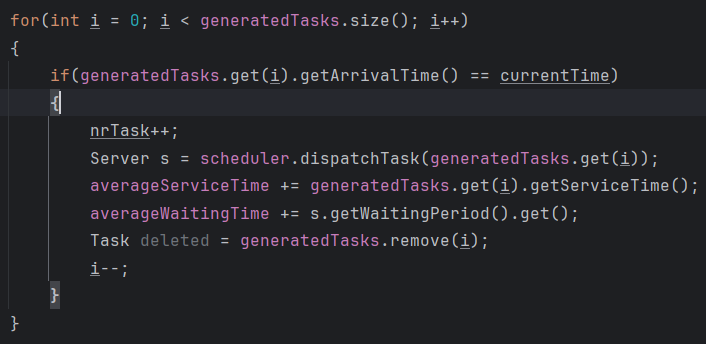 for(int i = 0; i < generatedTasks.size(); i++)
{
    if(generatedTasks.get(i).getArrivalTime() == currentTime)
    {
        nrTask++;
        Server s = scheduler.dispatchTask(generatedTasks.get(i));
        averageServiceTime += generatedTasks.get(i).getServiceTime();
        averageWaitingTime += s.getWaitingPeriod().get();
        Task deleted = generatedTasks.remove(i);
        i--;
    }
}